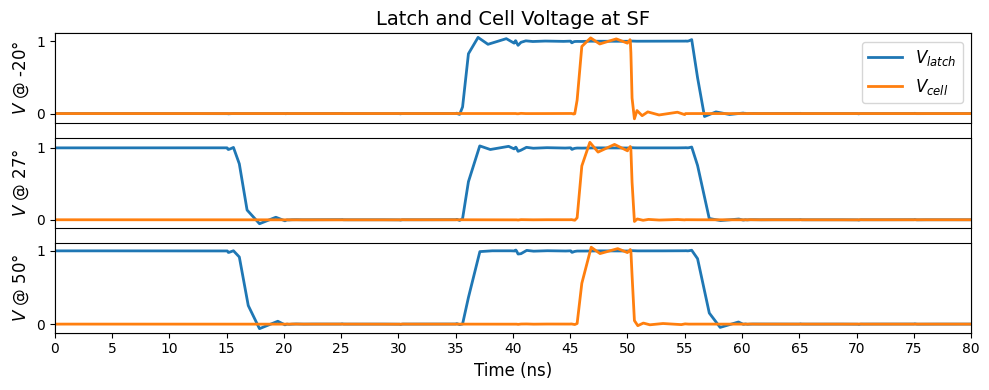 Latch and Cell Voltage at SF
V @ -20°
1
0
V_latch
V_cell
V @ 27°
1
0
V @ 50°
1
0
0 5 10 15 20 25 30 35 40 45 50 55 60 65 70 75 80
Time (ns)